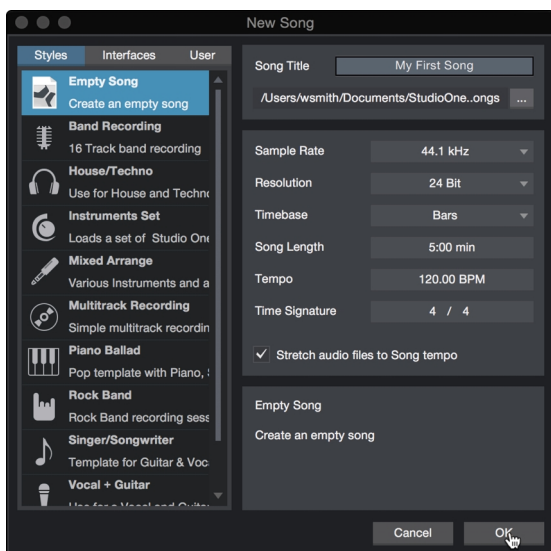 New Song
Styles Interfaces User
Empty Song
Create an empty song
Band Recording
16 Track band recording
House/Techno
Use for House and Techno
Instruments Set
Loads a set of Studio One
Mixed Arrange
Various Instruments and a
Multitrack Recording
Simple multitrack recordin
Piano Ballad
Pop template with Piano,
Rock Band
Rock Band recording sess
Singer/Songwriter
Template for Guitar & Voc
Vocal + Guitar
Song Title My First Song
/Users/wsmith/Documents/StudioOne..ongs ...
Sample Rate 44.1 kHz
Resolution 24 Bit
Timebase Bars
Song Length 5:00 min
Tempo 120.00 BPM
Time Signature 4 / 4
Stretch audio files to Song tempo
Empty Song
Create an empty song
Cancel OK